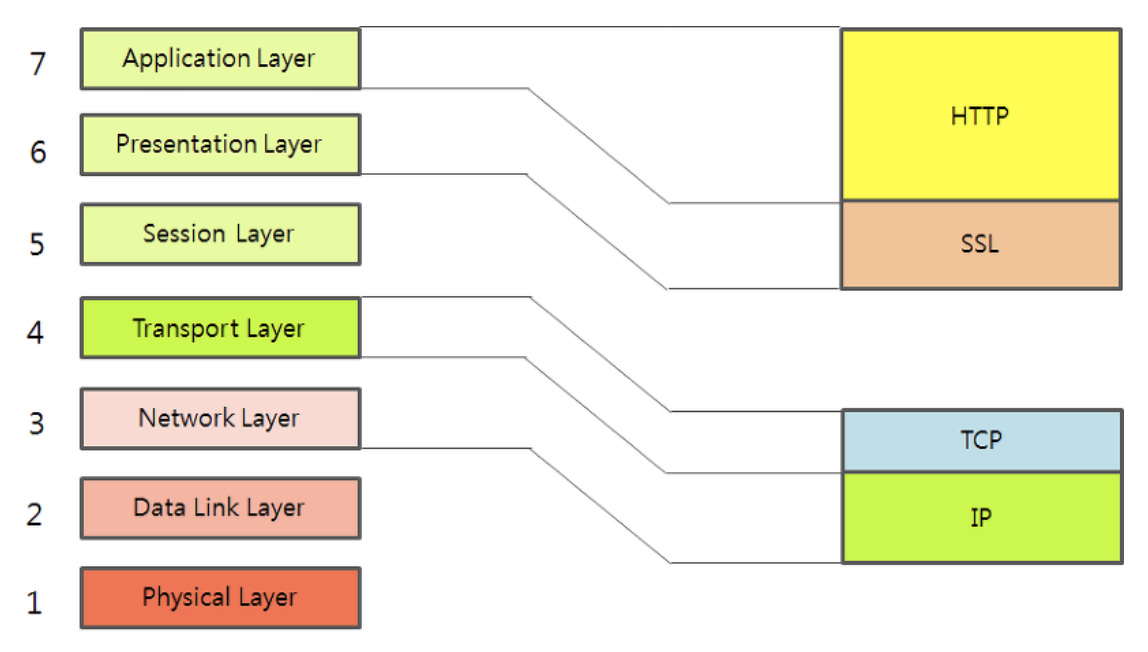 7
Application Layer
6
Presentation Layer
5
Session Layer
4
Transport Layer
3
Network Layer
2
Data Link Layer
1
Physical Layer
HTTP
SSL
TCP
IP